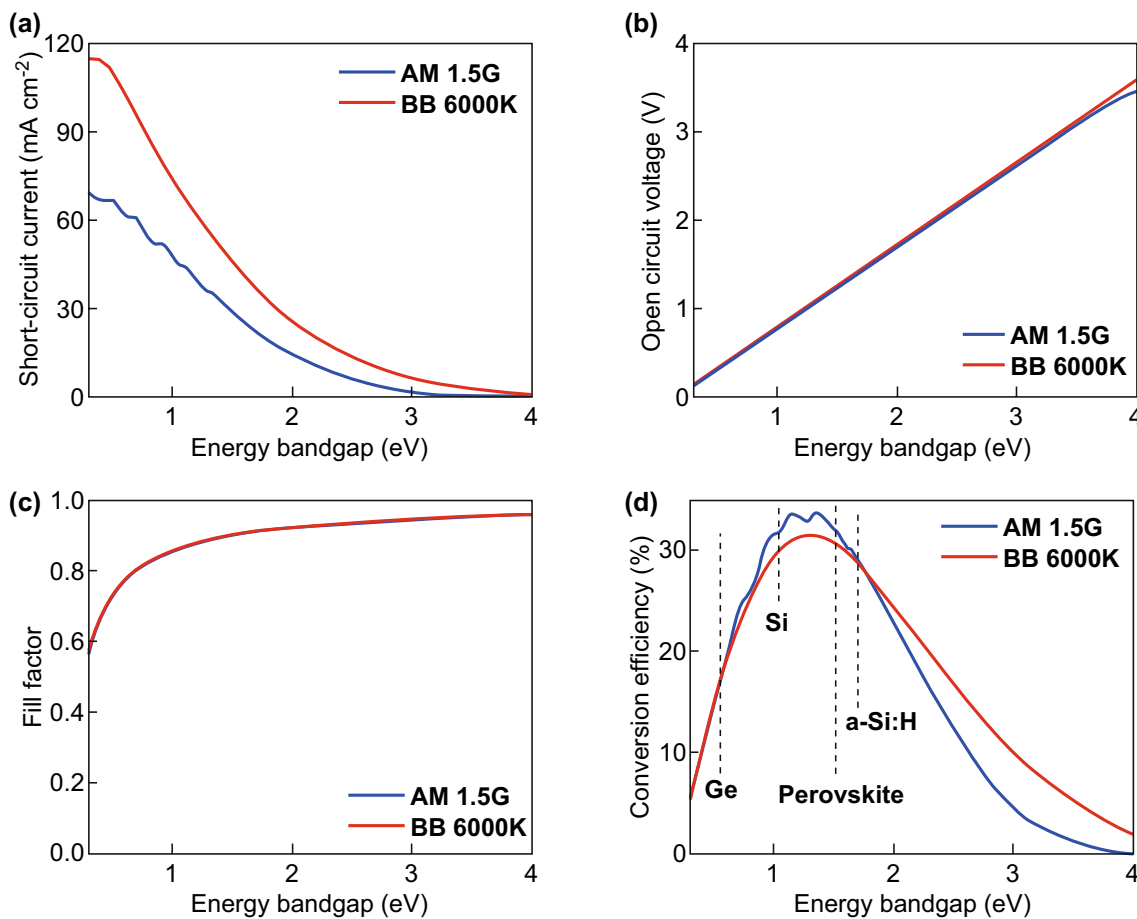 (a)
120
90
60
30
0
Short-circuit current (mA cm-2)
AM 1.5G
BB 6000K
1 2 3 4
Energy bandgap (eV)
(b)
4
3
2
1
0
Open circuit voltage (V)
AM 1.5G
BB 6000K
1 2 3 4
Energy bandgap (eV)
(c)
1.0
0.8
0.6
0.4
0.2
0.0
Fill factor
AM 1.5G
BB 6000K
1 2 3 4
Energy bandgap (eV)
(d)
30
20
10
0
Conversion efficiency (%)
AM 1.5G
BB 6000K
Si
a-Si:H
Ge
Perovskite
1 2 3 4
Energy bandgap (eV)